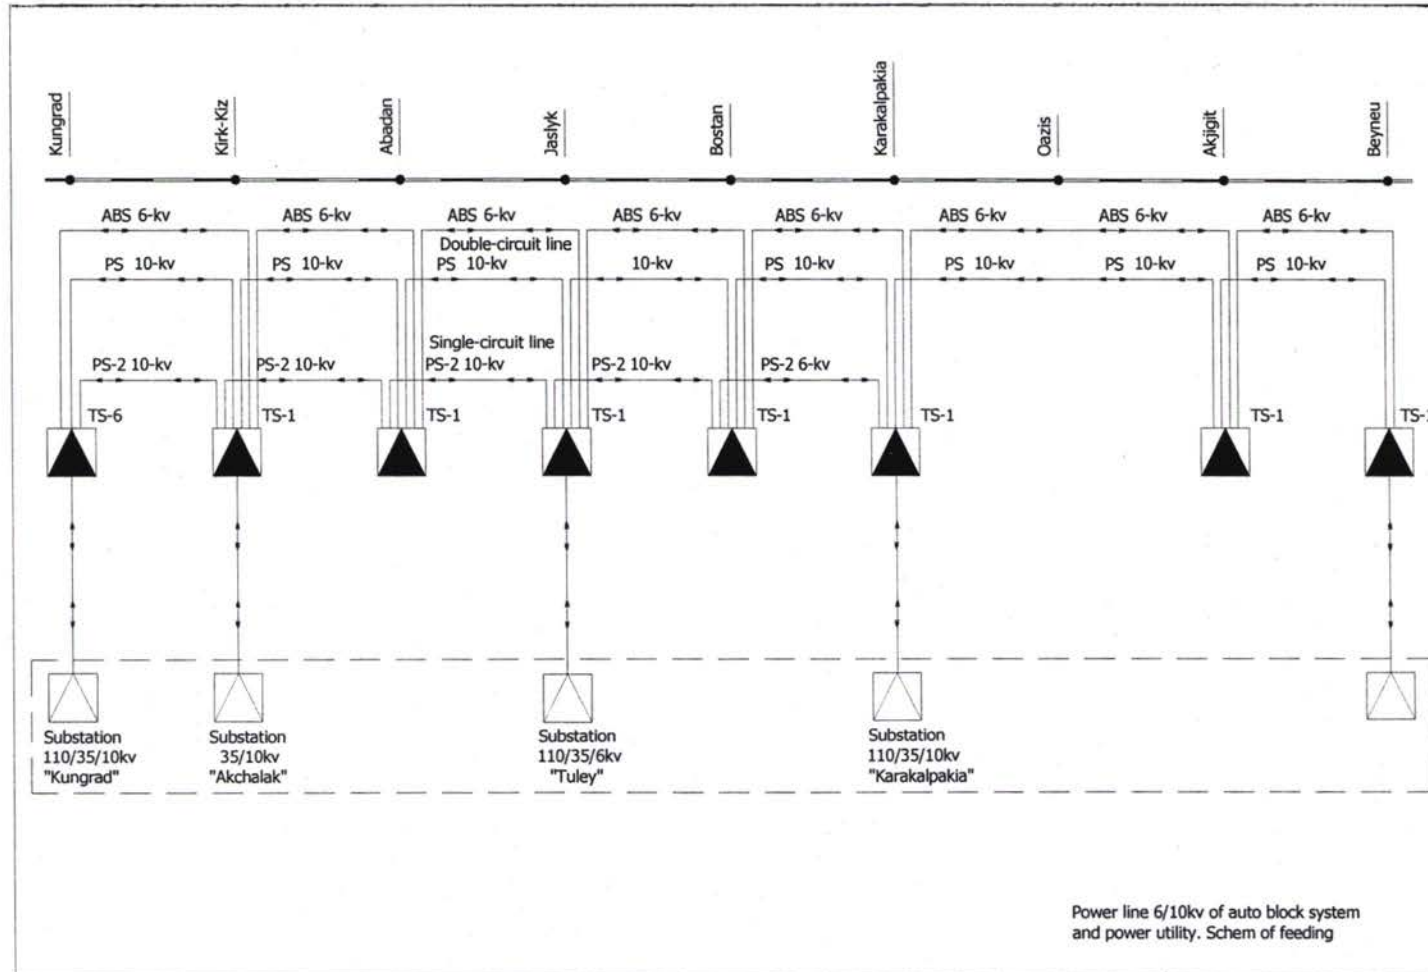 Kungrad
Kirk-Kiz
Abadan
Jaslyk
Bostan
Karakalpakia
Oazis
Akjigit
Beyneu
ABS 6-kv
ABS 6-kv
ABS 6-kv
ABS 6-kv
ABS 6-kv
ABS 6-kv
ABS 6-kv
ABS 6-kv
Double-circuit line
PS 10-kv
PS 10-kv
PS 10-kv
10-kv
PS 10-kv
PS 10-kv
PS 10-kv
PS 10-kv
Single-circuit line
PS-2 10-kv
PS-2 10-kv
PS-2 10-kv
PS-2 10-kv
PS-2 6-kv
TS-6
TS-1
TS-1
TS-1
TS-1
TS-1
TS-1
TS-1
Substation
110/35/10kv
"Kungrad"
Substation
35/10kv
"Akchalak"
Substation
110/35/6kv
"Tuley"
Substation
110/35/10kv
"Karakalpakia"
Power line 6/10kv of auto block system
and power utility. Schem of feeding